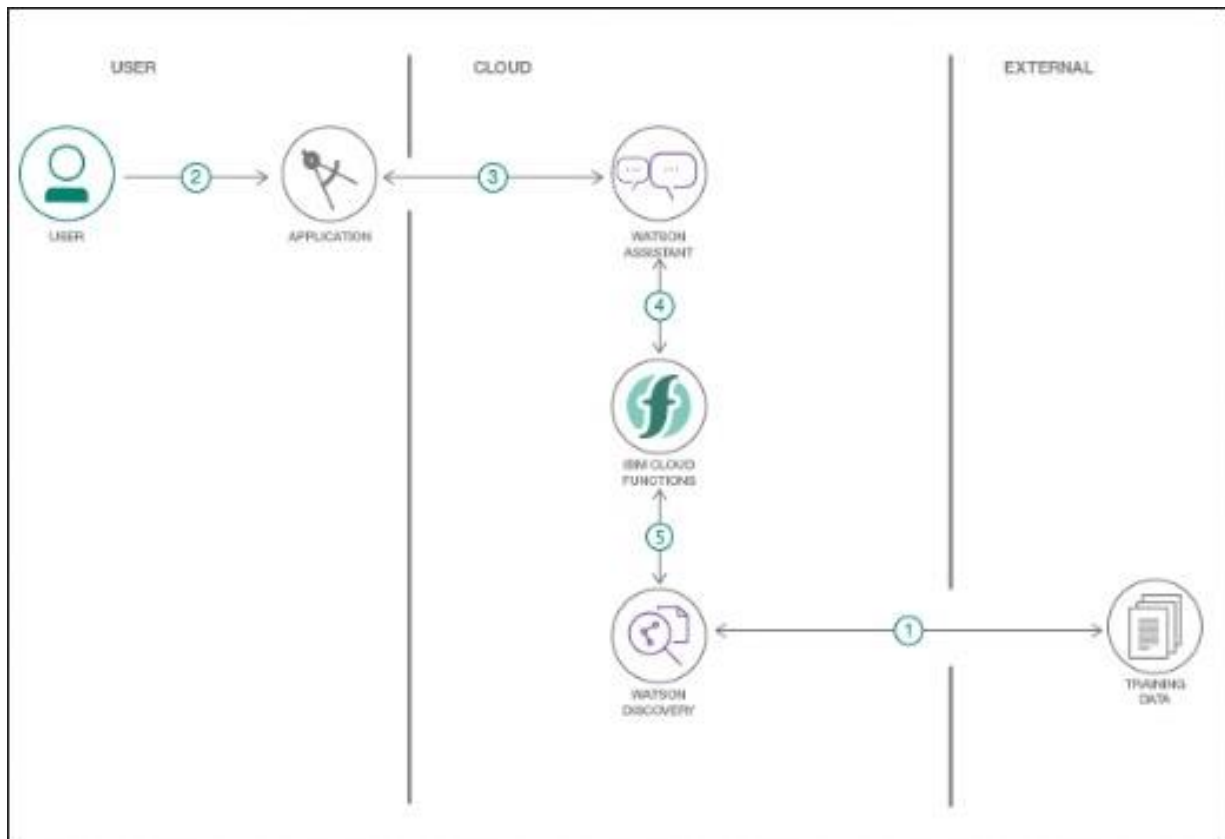 USER
CLOUD
EXTERNAL
2
3
USER
APPLICATION
WATSON
ASSISTANT
4
IBM CLOUD
FUNCTIONS
5
1
WATSON
DISCOVERY
TRAINING
DATA